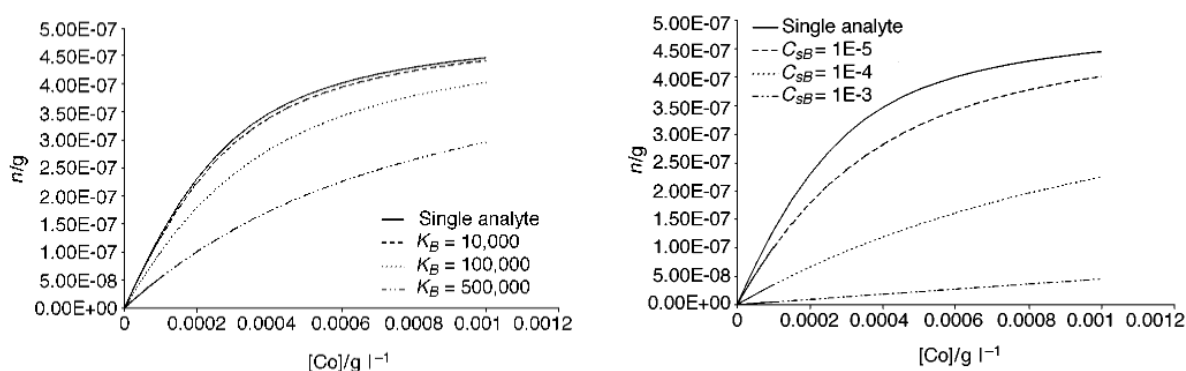 5.00E-07
4.50E-07
4.00E-07
3.50E-07
3.00E-07
2.50E-07
2.00E-07
1.50E-07
1.00E-07
5.00E-08
0.00E+00
n/g
Single analyte
K_B = 10,000
K_B = 100,000
K_B = 500,000
0 0.0002 0.0004 0.0006 0.0008 0.001 0.0012
[Co]/g l⁻¹
5.00E-07
4.50E-07
4.00E-07
3.50E-07
3.00E-07
2.50E-07
2.00E-07
1.50E-07
1.00E-07
5.00E-08
0.00E+00
n/g
Single analyte
C_sB = 1E-5
C_sB = 1E-4
C_sB = 1E-3
0 0.0002 0.0004 0.0006 0.0008 0.001 0.0012
[Co]/g l⁻¹